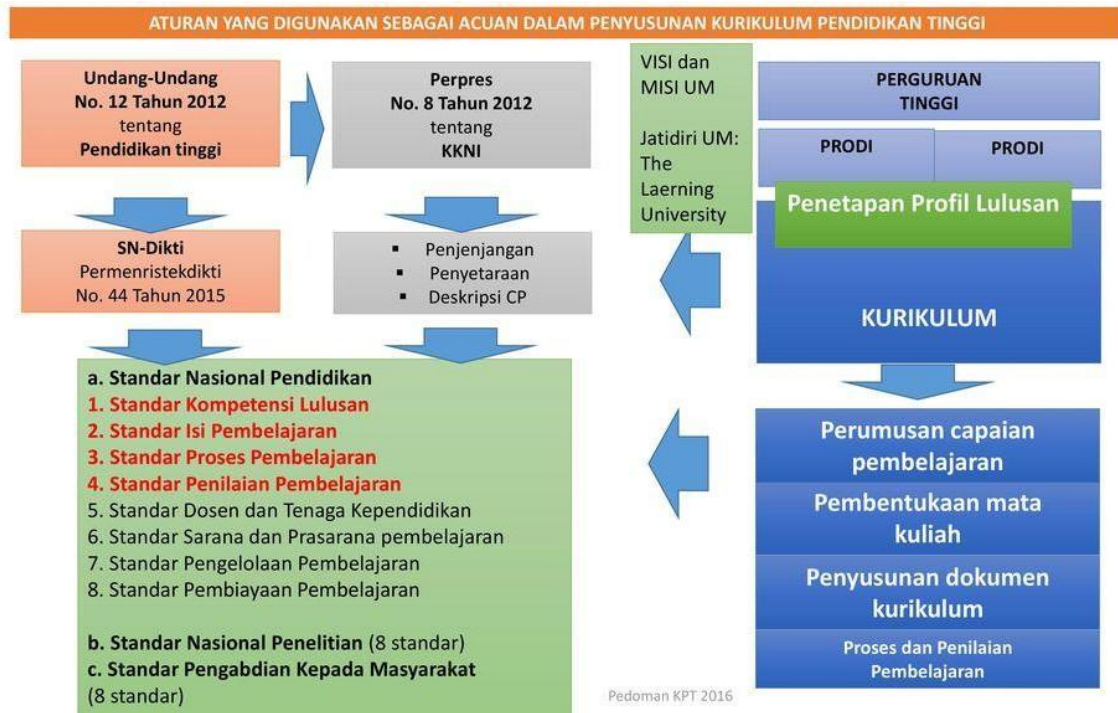 ATURAN YANG DIGUNAKAN SEBAGAI ACUAN DALAM PENYUSUNAN KURIKULUM PENDIDIKAN TINGGI
Undang-Undang
No. 12 Tahun 2012
tentang
Pendidikan tinggi
Perpres
No. 8 Tahun 2012
tentang
KKNI
SN-Dikti
Permenristekdikti
No. 44 Tahun 2015
▪ Penjenjangan
▪ Penyetaraan
▪ Deskripsi CP
a. Standar Nasional Pendidikan
1. Standar Kompetensi Lulusan
2. Standar Isi Pembelajaran
3. Standar Proses Pembelajaran
4. Standar Penilaian Pembelajaran
5. Standar Dosen dan Tenaga Kependidikan
6. Standar Sarana dan Prasarana pembelajaran
7. Standar Pengelolaan Pembelajaran
8. Standar Pembiayaan Pembelajaran
b. Standar Nasional Penelitian (8 standar)
c. Standar Pengabdian Kepada Masyarakat
(8 standar)
VISI dan
MISI UM
Jatidiri UM:
The
Laerning
University
PERGURUAN
TINGGI
PRODI
PRODI
Penetapan Profil Lulusan
KURIKULUM
Perumusan capaian
pembelajaran
Pembentukaan mata
kuliah
Penyusunan dokumen
kurikulum
Proses dan Penilaian
Pembelajaran
Pedoman KPT 2016